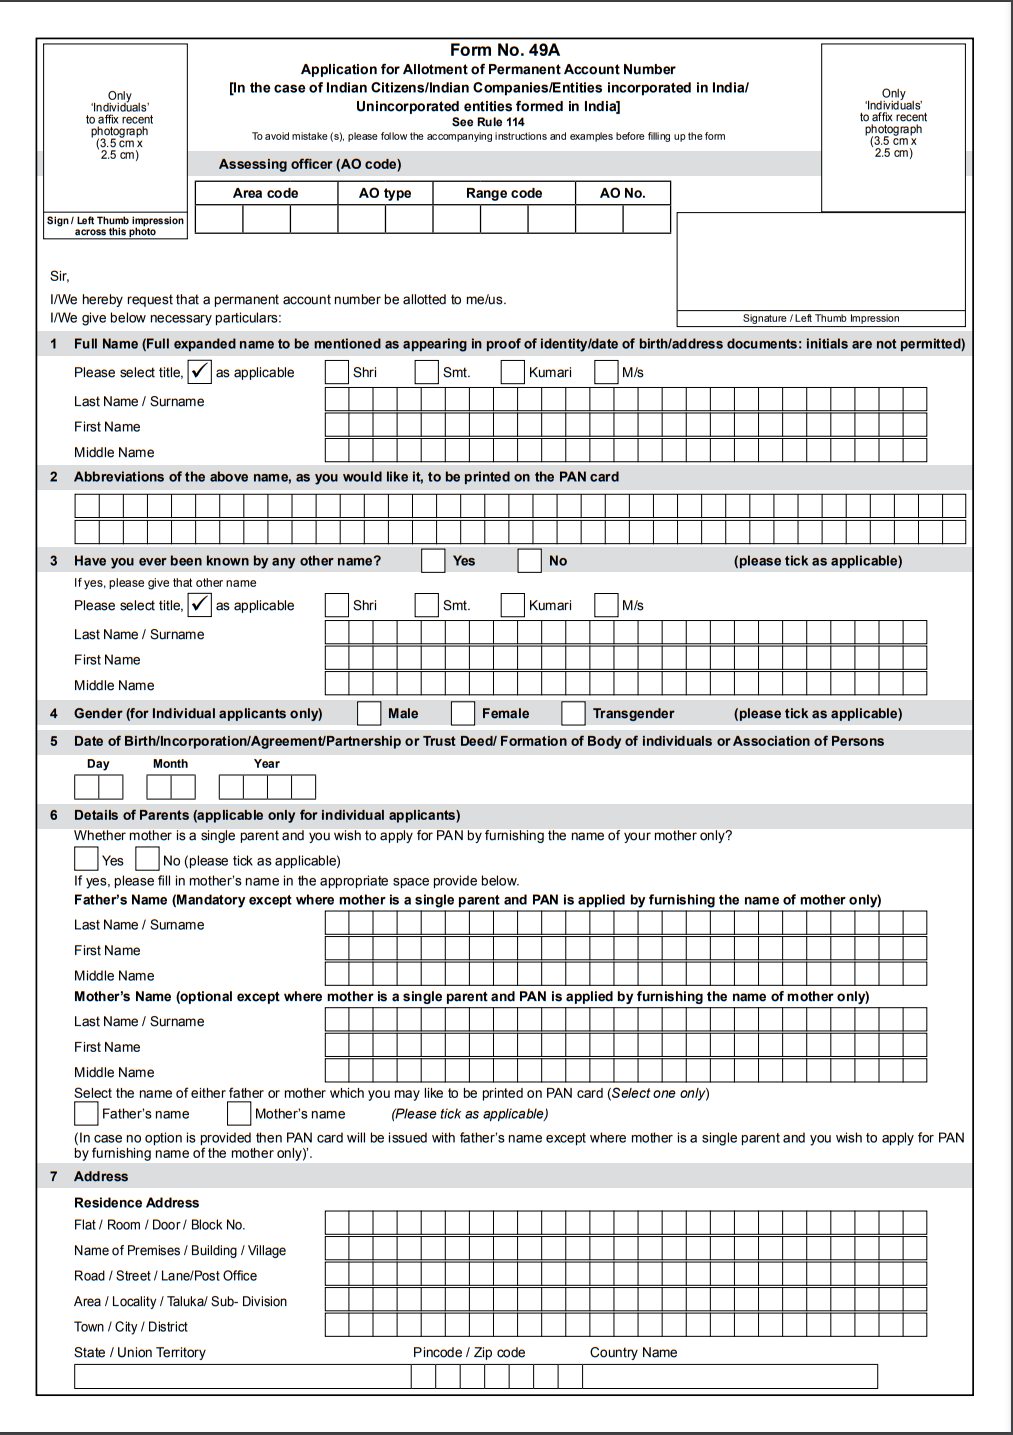 Form No. 49A
Application for Allotment of Permanent Account Number
[In the case of Indian Citizens/Indian Companies/Entities incorporated in India/
Unincorporated entities formed in India]
See Rule 114
To avoid mistake (s), please follow the accompanying instructions and examples before filling up the form
Only
‘Individuals’
to affix recent
photograph
(3.5 cm x
2.5 cm)
Only
‘Individuals’
to affix recent
photograph
(3.5 cm x
2.5 cm)
Assessing officer (AO code)
Area code AO type Range code AO No.
Sign / Left Thumb impression
across this photo
Sir,
I/We hereby request that a permanent account number be allotted to me/us.
I/We give below necessary particulars:
Signature / Left Thumb Impression
1 Full Name (Full expanded name to be mentioned as appearing in proof of identity/date of birth/address documents: initials are not permitted)
Please select title, ✓ as applicable Shri Smt. Kumari M/s
Last Name / Surname
First Name
Middle Name
2 Abbreviations of the above name, as you would like it, to be printed on the PAN card
3 Have you ever been known by any other name? Yes No (please tick as applicable)
If yes, please give that other name
Please select title, ✓ as applicable Shri Smt. Kumari M/s
Last Name / Surname
First Name
Middle Name
4 Gender (for Individual applicants only) Male Female Transgender (please tick as applicable)
5 Date of Birth/Incorporation/Agreement/Partnership or Trust Deed/ Formation of Body of individuals or Association of Persons
Day Month Year
6 Details of Parents (applicable only for individual applicants)
Whether mother is a single parent and you wish to apply for PAN by furnishing the name of your mother only?
Yes No (please tick as applicable)
If yes, please fill in mother’s name in the appropriate space provide below.
Father’s Name (Mandatory except where mother is a single parent and PAN is applied by furnishing the name of mother only)
Last Name / Surname
First Name
Middle Name
Mother’s Name (optional except where mother is a single parent and PAN is applied by furnishing the name of mother only)
Last Name / Surname
First Name
Middle Name
Select the name of either father or mother which you may like to be printed on PAN card (Select one only)
Father’s name Mother’s name (Please tick as applicable)
(In case no option is provided then PAN card will be issued with father’s name except where mother is a single parent and you wish to apply for PAN
by furnishing name of the mother only)’.
7 Address
Residence Address
Flat / Room / Door / Block No.
Name of Premises / Building / Village
Road / Street / Lane/Post Office
Area / Locality / Taluka/ Sub- Division
Town / City / District
State / Union Territory Pincode / Zip code Country Name